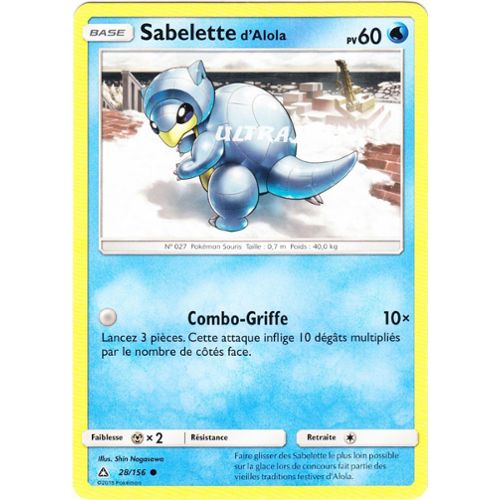 BASE Sabelette d'Alola PV60
ULTRAJ
N° 027 Pokémon Souris Taille : 0,7 m Poids : 40,0 kg
Combo-Griffe 10×
Lancez 3 pièces. Cette attaque inflige 10 dégâts multipliés
par le nombre de côtés face.
Faiblesse ×2 Résistance Retraite
Illus. Shin Nagasawa
28/156
Faire glisser des Sabelette le plus loin possible
sur la glace lors de concours fait partie des
vieilles traditions festives d'Alola.